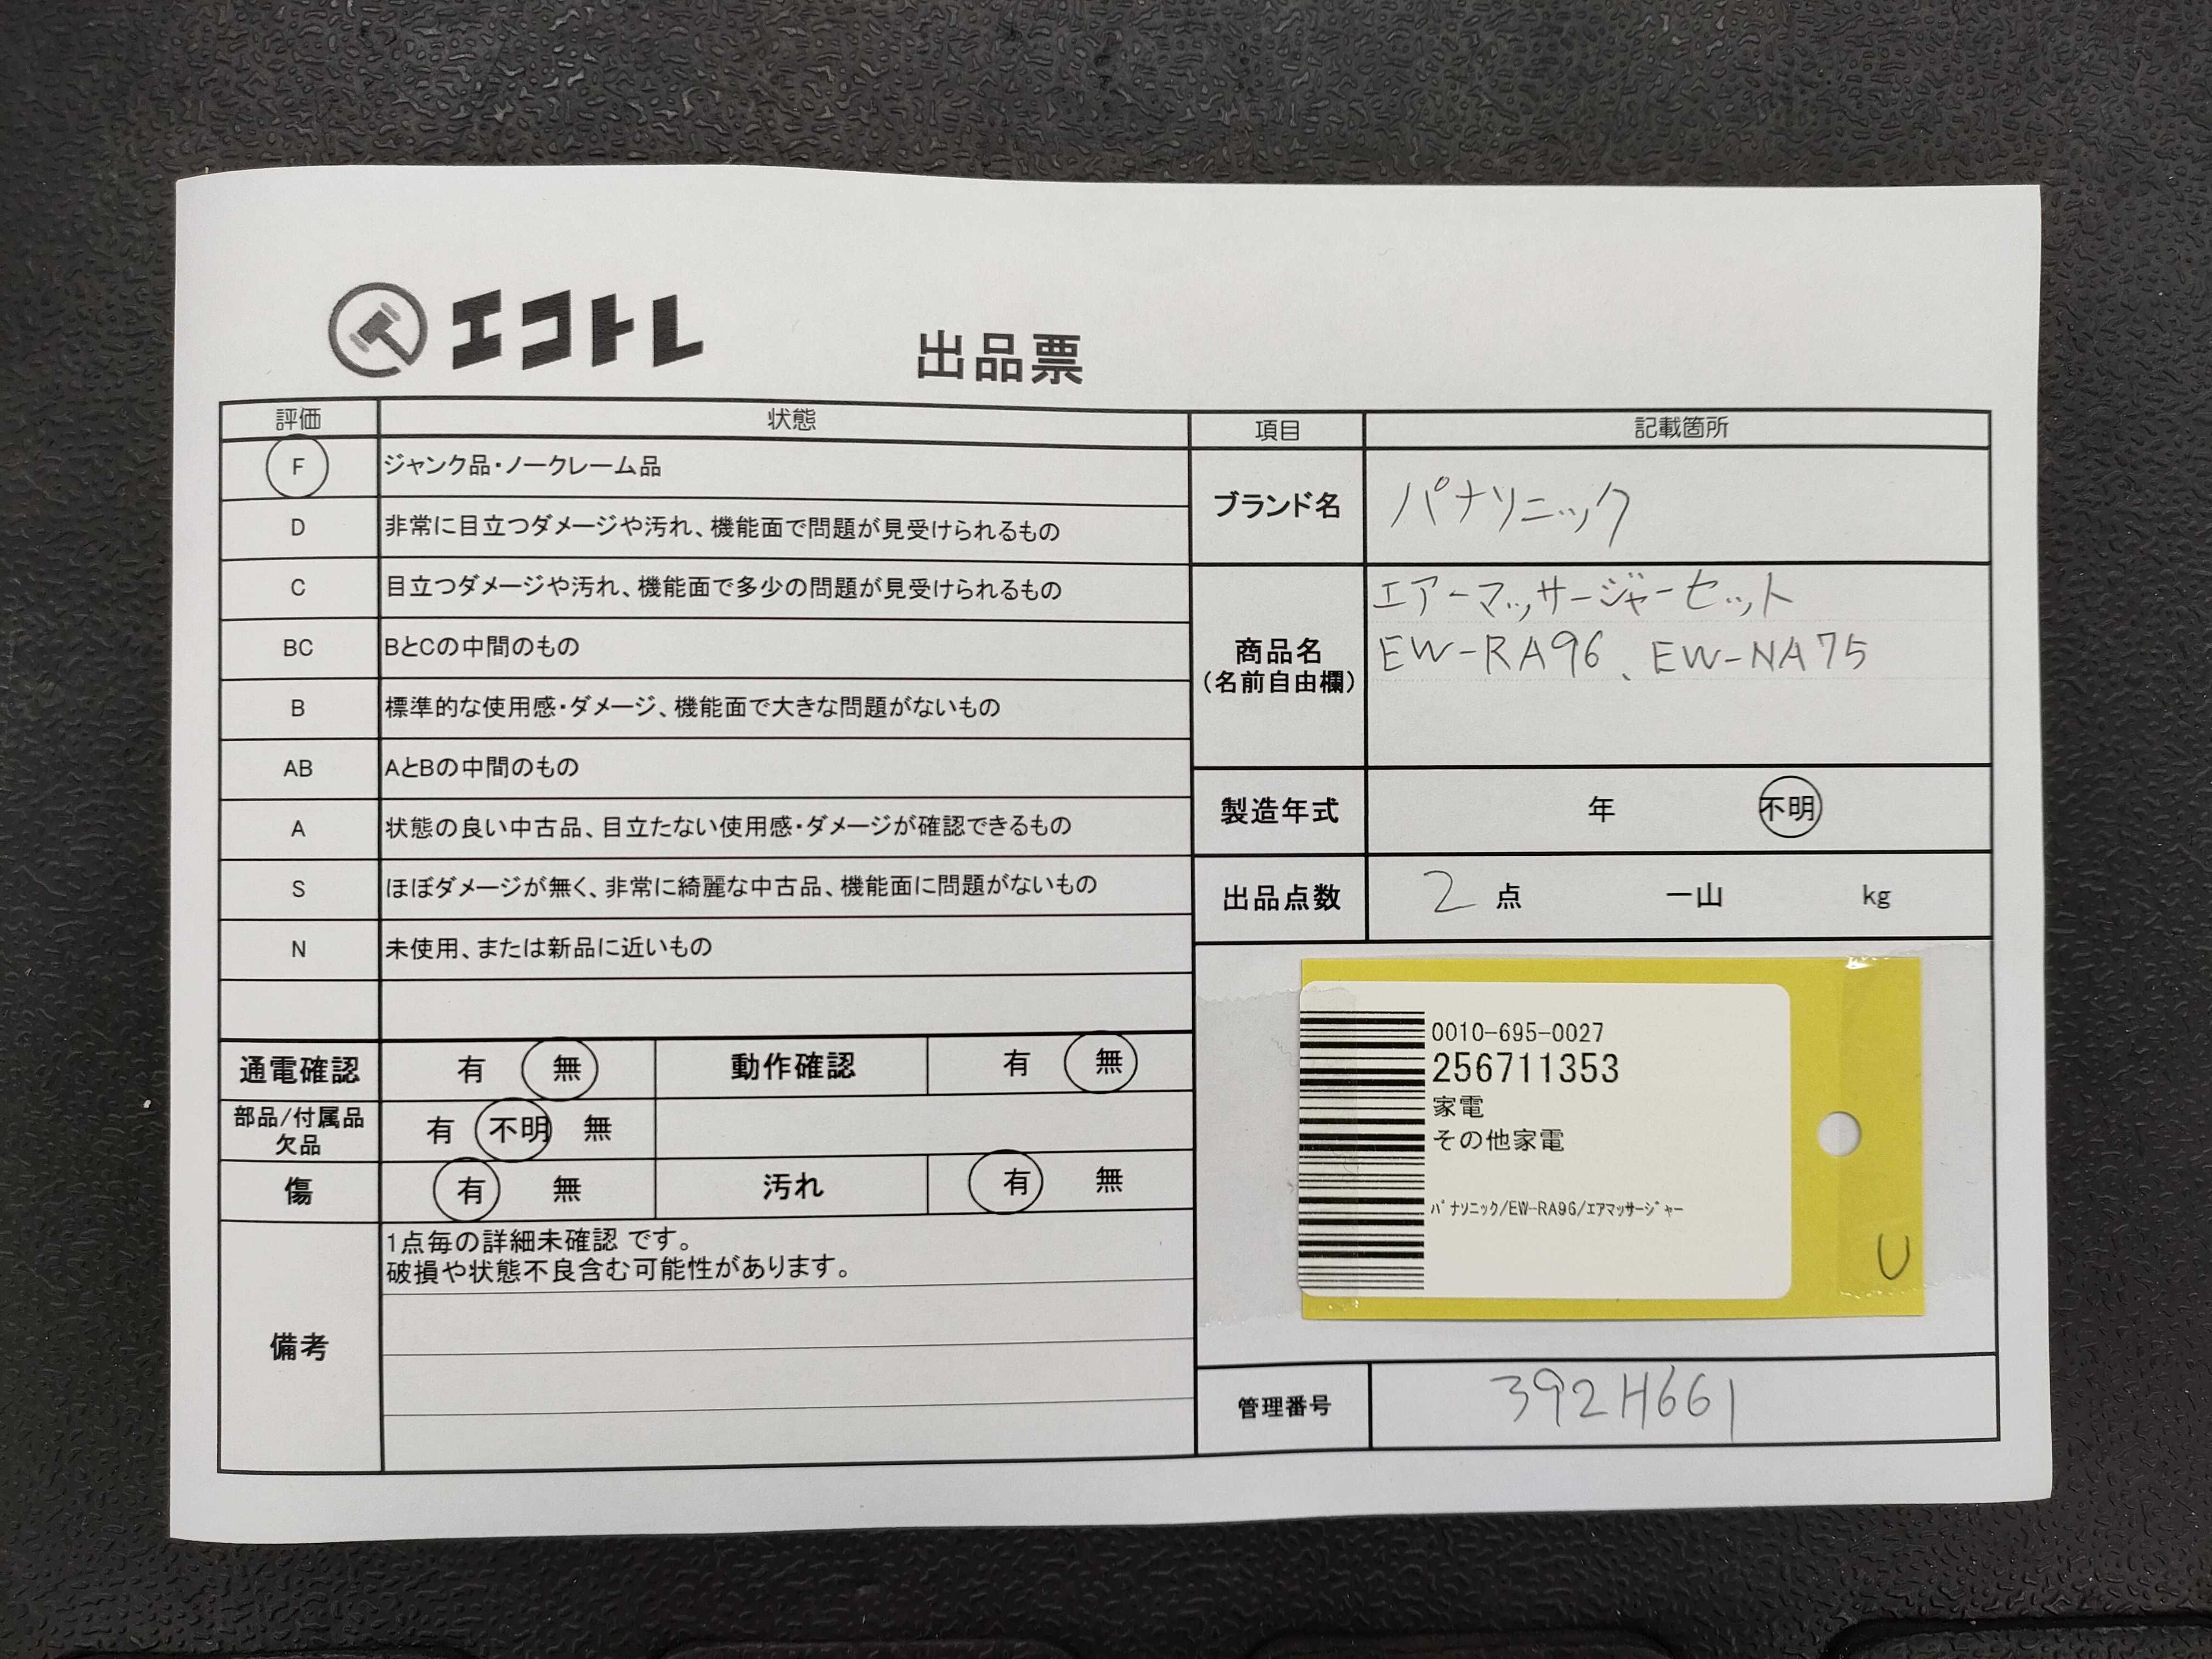 エコトレ
出品票
評価 状態
F ジャンク品・ノークレーム品
D 非常に目立つダメージや汚れ、機能面で問題が見受けられるもの
C 目立つダメージや汚れ、機能面で多少の問題が見受けられるもの
BC BとCの中間のもの
B 標準的な使用感・ダメージ、機能面で大きな問題がないもの
AB AとBの中間のもの
A 状態の良い中古品、目立たない使用感・ダメージが確認できるもの
S ほぼダメージが無く、非常に綺麗な中古品、機能面に問題がないもの
N 未使用、または新品に近いもの
通電確認 有 無 動作確認 有 無
部品/付属品
欠品
有 不明 無
傷 有 無 汚れ 有 無
備考
1点毎の詳細未確認 です。
破損や状態不良含む可能性があります。
項目 記載箇所
ブランド名 パナソニック
商品名
(名前自由欄)
エアーマッサージャーセット
EW-RA96、EW-NA75
製造年式 年 不明
出品点数 2 点 一山 kg
0010-695-0027
256711353
家電
その他家電
ﾊﾟﾅｿﾆｯｸ/EW-RA96/ｴｱﾏｯｻｰｼﾞｬｰ
U
管理番号 392H661